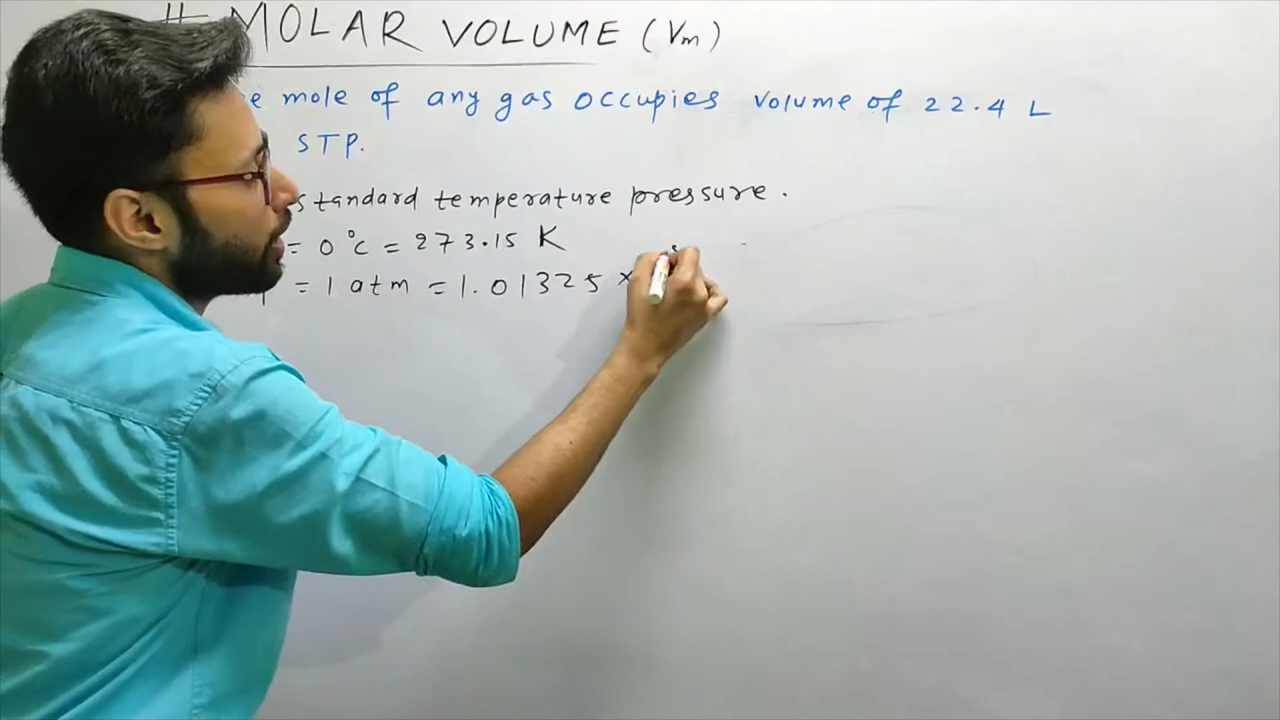 # MOLAR VOLUME (Vm)
mole of any gas occupies volume of 22.4 L
STP.
standard temperature pressure.
= 0°C = 273.15 K
= 1 atm = 1.01325 ×